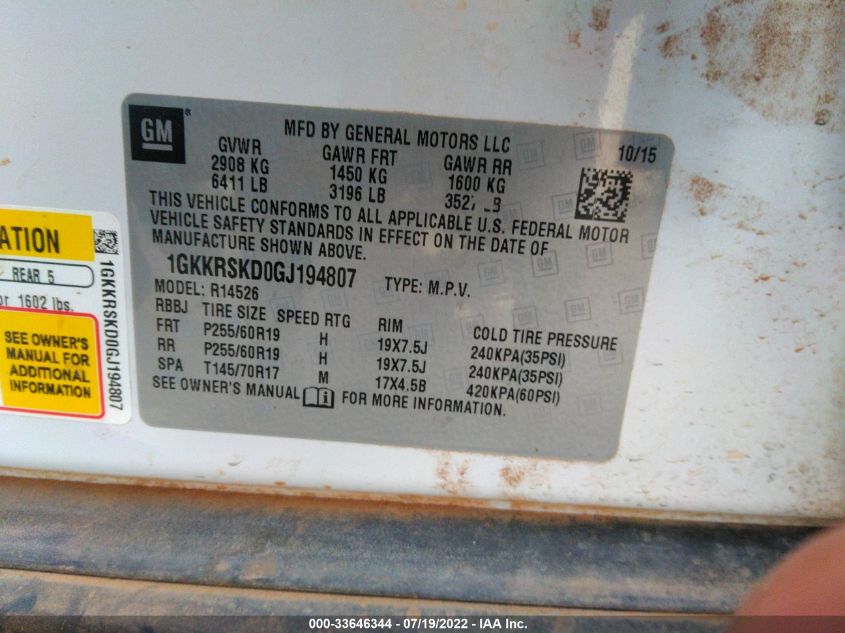 GM
MFD BY GENERAL MOTORS LLC
10/15
GVWR GAWR FRT GAWR RR
2908 KG 1450 KG 1600 KG
6411 LB 3196 LB 3527 LB
THIS VEHICLE CONFORMS TO ALL APPLICABLE U.S. FEDERAL MOTOR
VEHICLE SAFETY STANDARDS IN EFFECT ON THE DATE OF
MANUFACTURE SHOWN ABOVE.
1GKKRSKD0GJ194807 TYPE: M.P.V.
MODEL: R14526
RBBJ TIRE SIZE SPEED RTG RIM COLD TIRE PRESSURE
FRT P255/60R19 H 19X7.5J 240KPA(35PSI)
RR P255/60R19 H 19X7.5J 240KPA(35PSI)
SPA T145/70R17 M 17X4.5B 420KPA(60PSI)
SEE OWNER'S MANUAL FOR MORE INFORMATION.
ATION
REAR 5
or 1602 lbs.
SEE OWNER'S
MANUAL FOR
ADDITIONAL
INFORMATION
1GKKRSKD0GJ194807
000-33646344 - 07/19/2022 - IAA Inc.